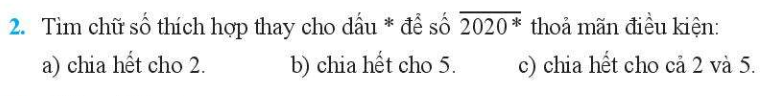 2. Tìm chữ số thích hợp thay cho dấu * để số \overline{2020*} thoả mãn điều kiện:
a) chia hết cho 2. b) chia hết cho 5. c) chia hết cho cả 2 và 5.